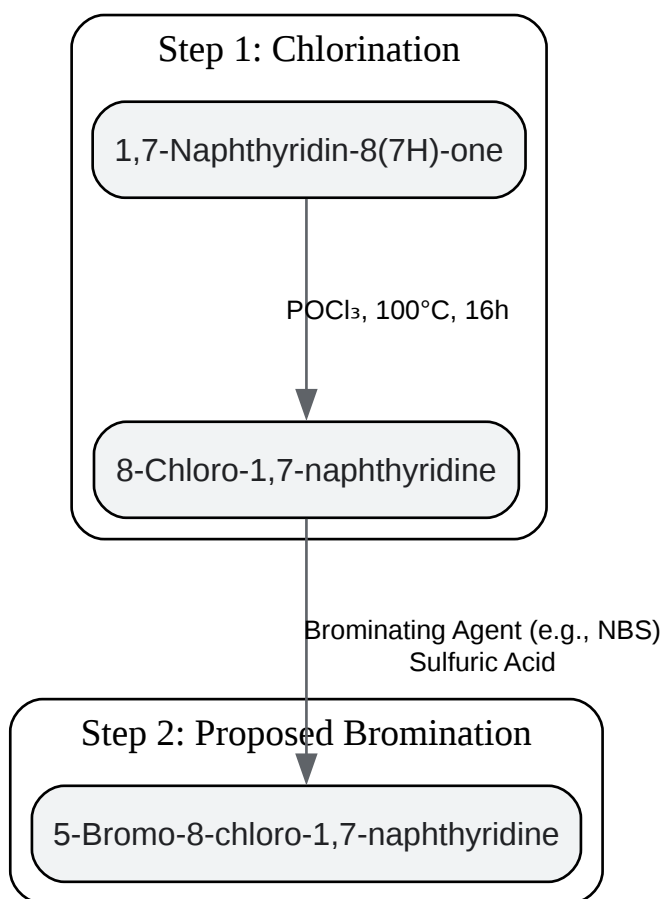 Step 1: Chlorination
1,7-Naphthyridin-8(7H)-one
POCl₃, 100°C, 16h
8-Chloro-1,7-naphthyridine
Brominating Agent (e.g., NBS)
Sulfuric Acid
Step 2: Proposed Bromination
5-Bromo-8-chloro-1,7-naphthyridine